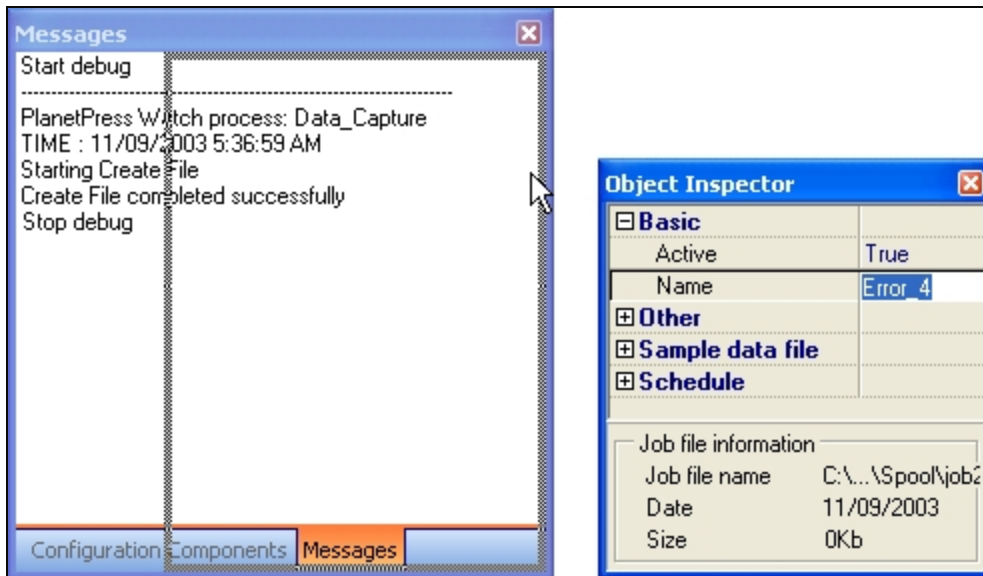 Messages
Start debug
PlanetPress Watch process: Data_Capture
TIME : 11/09/2003 5:36:59 AM
Starting Create File
Create File completed successfully
Stop debug
Configuration Components Messages
Object Inspector
Basic
Active True
Name Error_4
Other
Sample data file
Schedule
Job file information
Job file name C:\...\Spool\job2
Date 11/09/2003
Size 0Kb